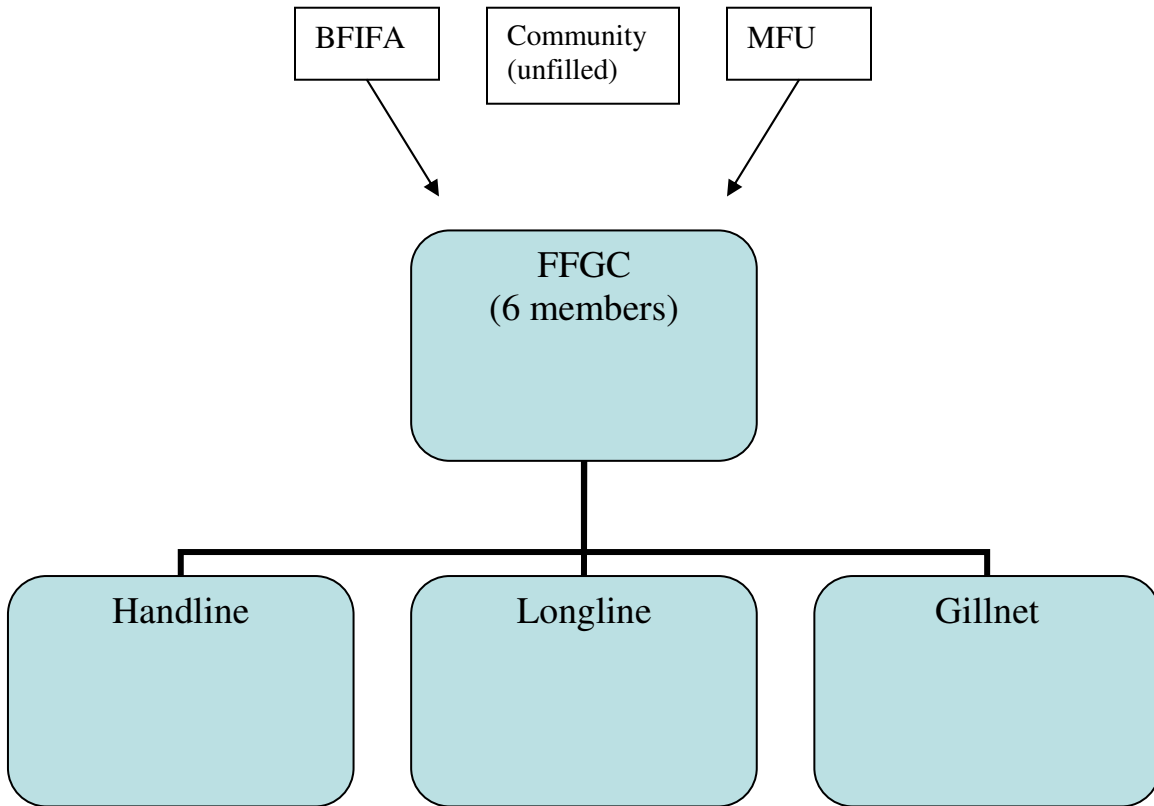 BFIFA
Community
(unfilled)
MFU
FFGC
(6 members)
Handline
Longline
Gillnet